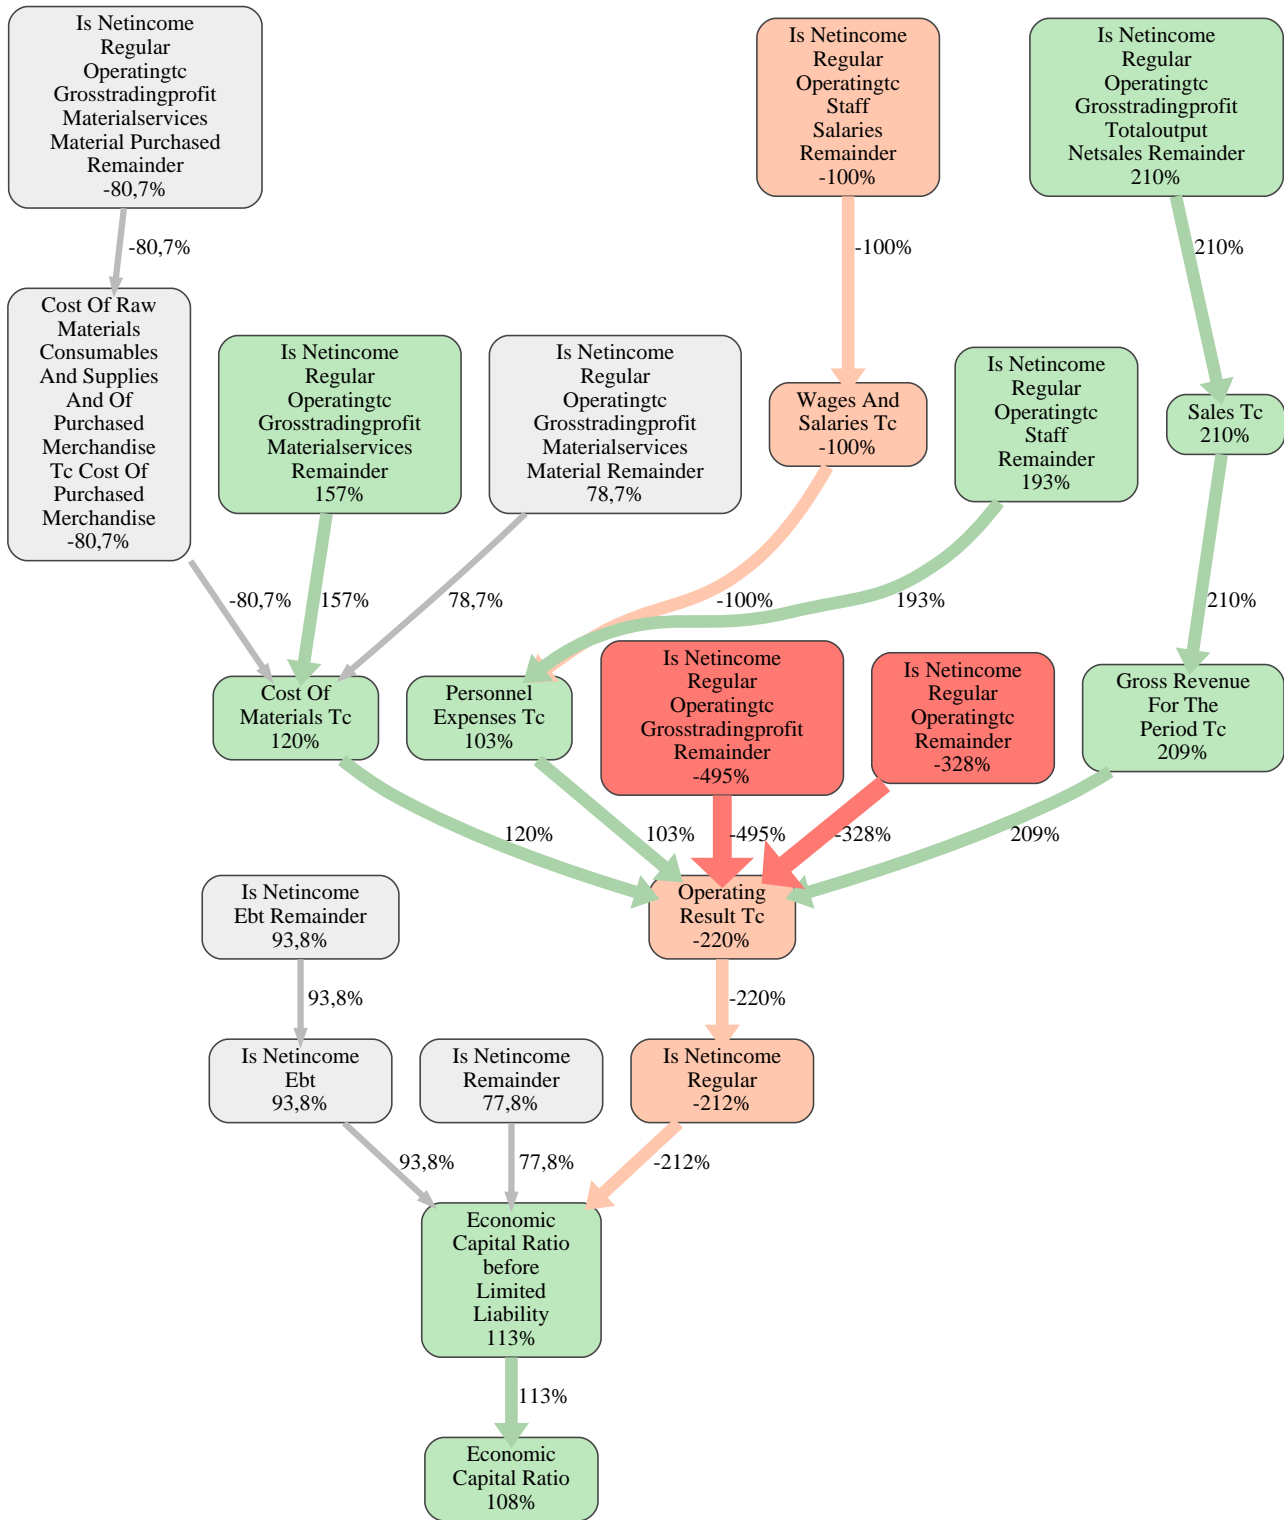 Is Netincome
Regular
Operatingtc
Grosstradingprofit
Materialservices
Material Purchased
Remainder
-80,7%
Is Netincome
Regular
Operatingtc
Staff
Salaries
Remainder
-100%
Is Netincome
Regular
Operatingtc
Grosstradingprofit
Totaloutput
Netsales Remainder
210%
-80,7%
-100%
210%
Cost Of Raw
Materials
Consumables
And Supplies
And Of
Purchased
Merchandise
Tc Cost Of
Purchased
Merchandise
-80,7%
Is Netincome
Regular
Operatingtc
Grosstradingprofit
Materialservices
Remainder
157%
Is Netincome
Regular
Operatingtc
Grosstradingprofit
Materialservices
Material Remainder
78,7%
Wages And
Salaries Tc
-100%
Is Netincome
Regular
Operatingtc
Staff
Remainder
193%
Sales Tc
210%
-80,7%
157%
78,7%
-100%
193%
210%
Cost Of
Materials Tc
120%
Personnel
Expenses Tc
103%
Is Netincome
Regular
Operatingtc
Grosstradingprofit
Remainder
-495%
Is Netincome
Regular
Operatingtc
Remainder
-328%
Gross Revenue
For The
Period Tc
209%
120%
103%
-495%
-328%
209%
Is Netincome
Ebt Remainder
93,8%
Operating
Result Tc
-220%
93,8%
-220%
Is Netincome
Ebt
93,8%
Is Netincome
Remainder
77,8%
Is Netincome
Regular
-212%
93,8%
77,8%
-212%
Economic
Capital Ratio
before
Limited
Liability
113%
113%
Economic
Capital Ratio
108%